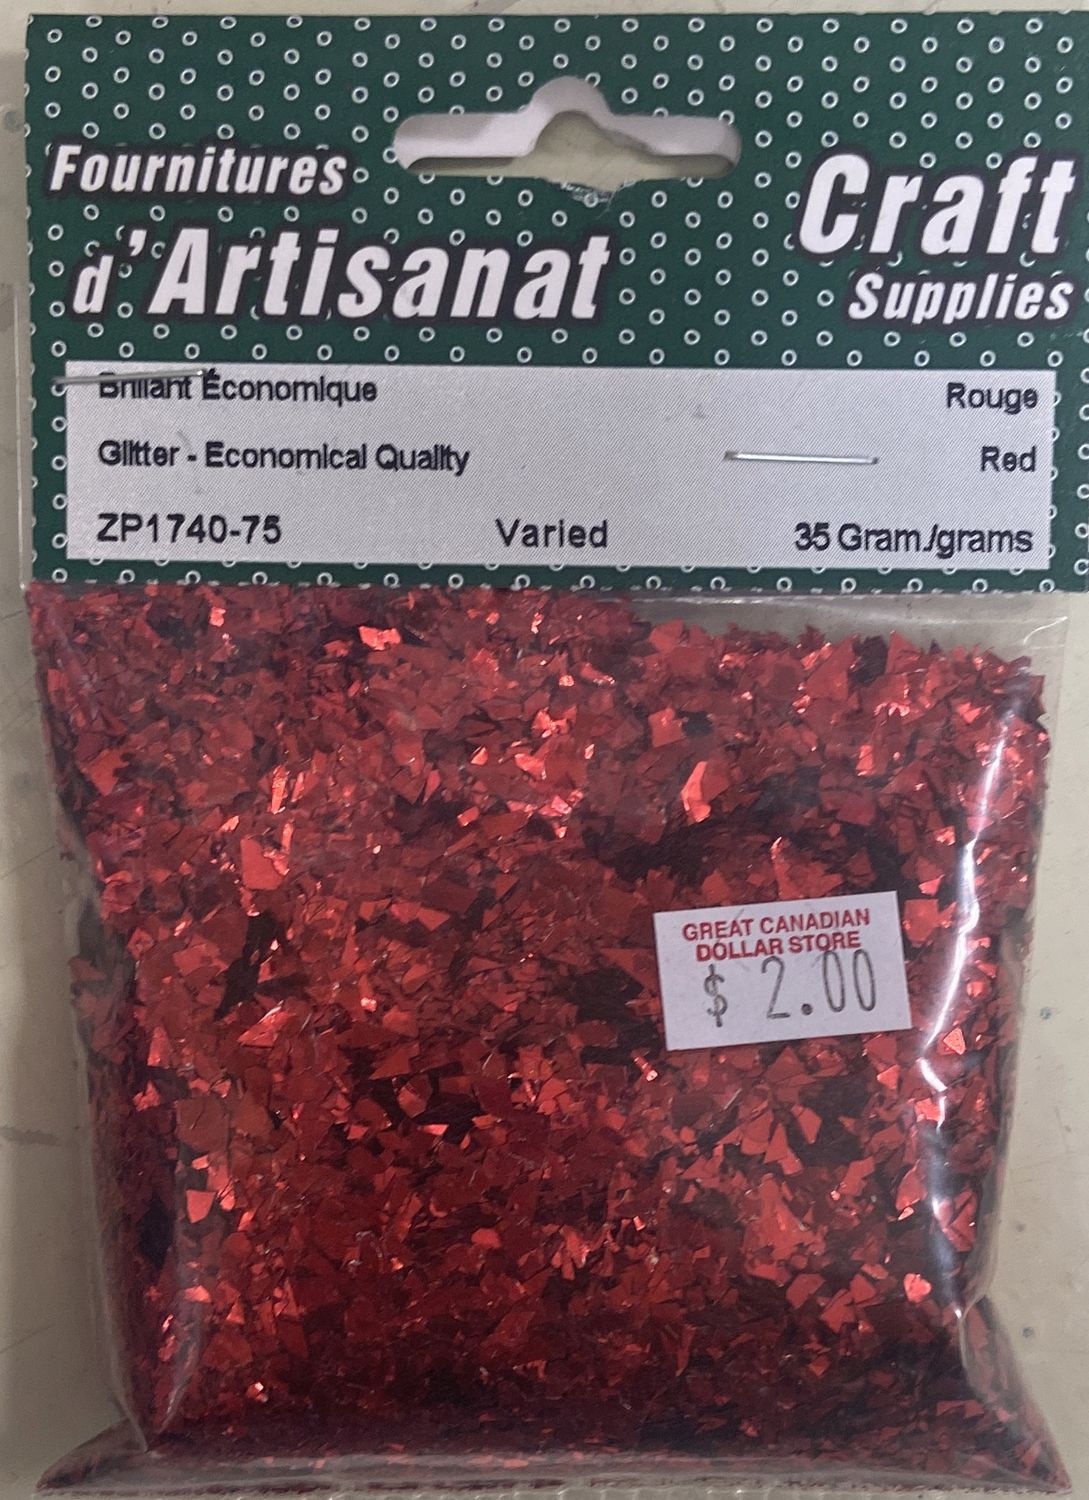 Fournitures
d'Artisanat
Craft
Supplies
Brillant Économique Rouge
Glitter - Economical Quality Red
ZP1740-75 Varied 35 Gram./grams
GREAT CANADIAN
DOLLAR STORE
$ 2.00